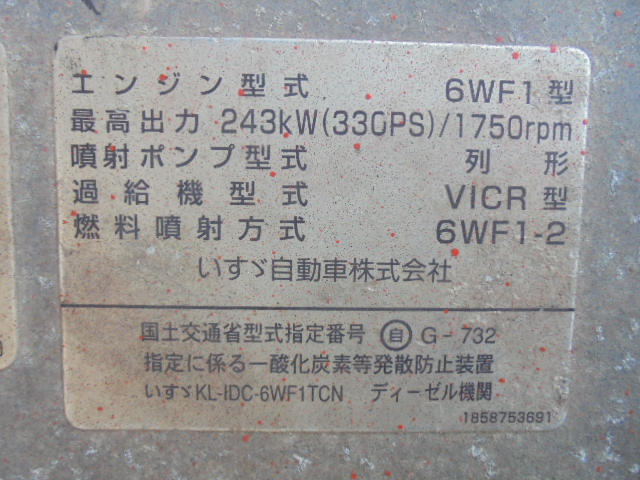 エンジン型式 6WF1型
最高出力 243kW(330PS)/1750rpm
噴射ポンプ型式 列形
過給機型式 VICR型
燃料噴射方式 6WF1-2
いすゞ自動車株式会社
国土交通省型式指定番号 自 G-732
指定に係る一酸化炭素等発散防止装置
いすゞKL-IDC-6WF1TCN ディーゼル機関
1858753691